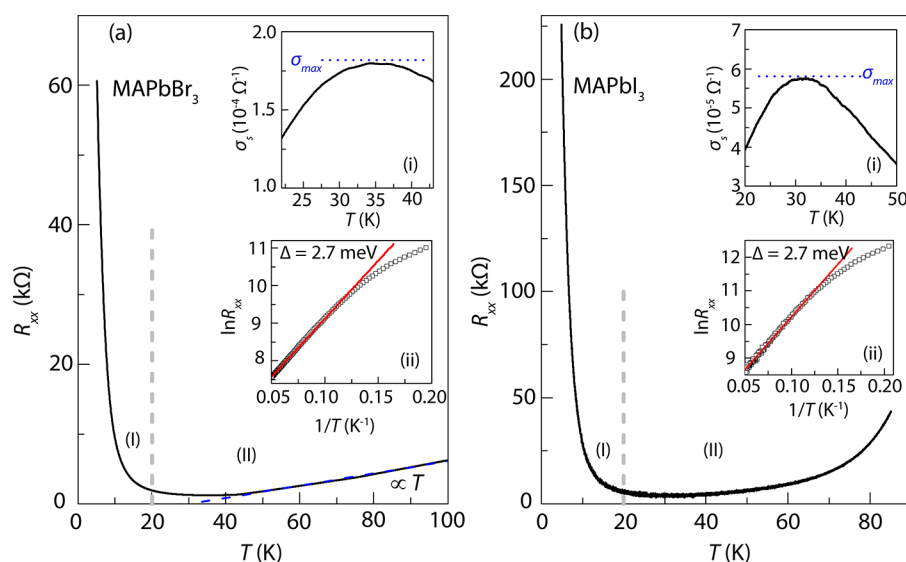 (a)
MAPbBr3
Rxx (kΩ)
60
40
20
0
0 20 40 60 80 100
T (K)
(I)
(II)
∝ T
σs (10-4 Ω-1)
2.0
1.5
1.0
σmax
(i)
25 30 35 40
T (K)
lnRxx
11
10
9
8
Δ = 2.7 meV
(ii)
0.05 0.10 0.15 0.20
1/T (K-1)
(b)
MAPbI3
Rxx (kΩ)
200
150
100
50
0
0 20 40 60 80
T (K)
(I)
(II)
σs (10-5 Ω-1)
7
6
5
4
3
σmax
(i)
20 30 40 50
T (K)
lnRxx
13
12
11
10
9
Δ = 2.7 meV
(ii)
0.05 0.10 0.15 0.20
1/T (K-1)